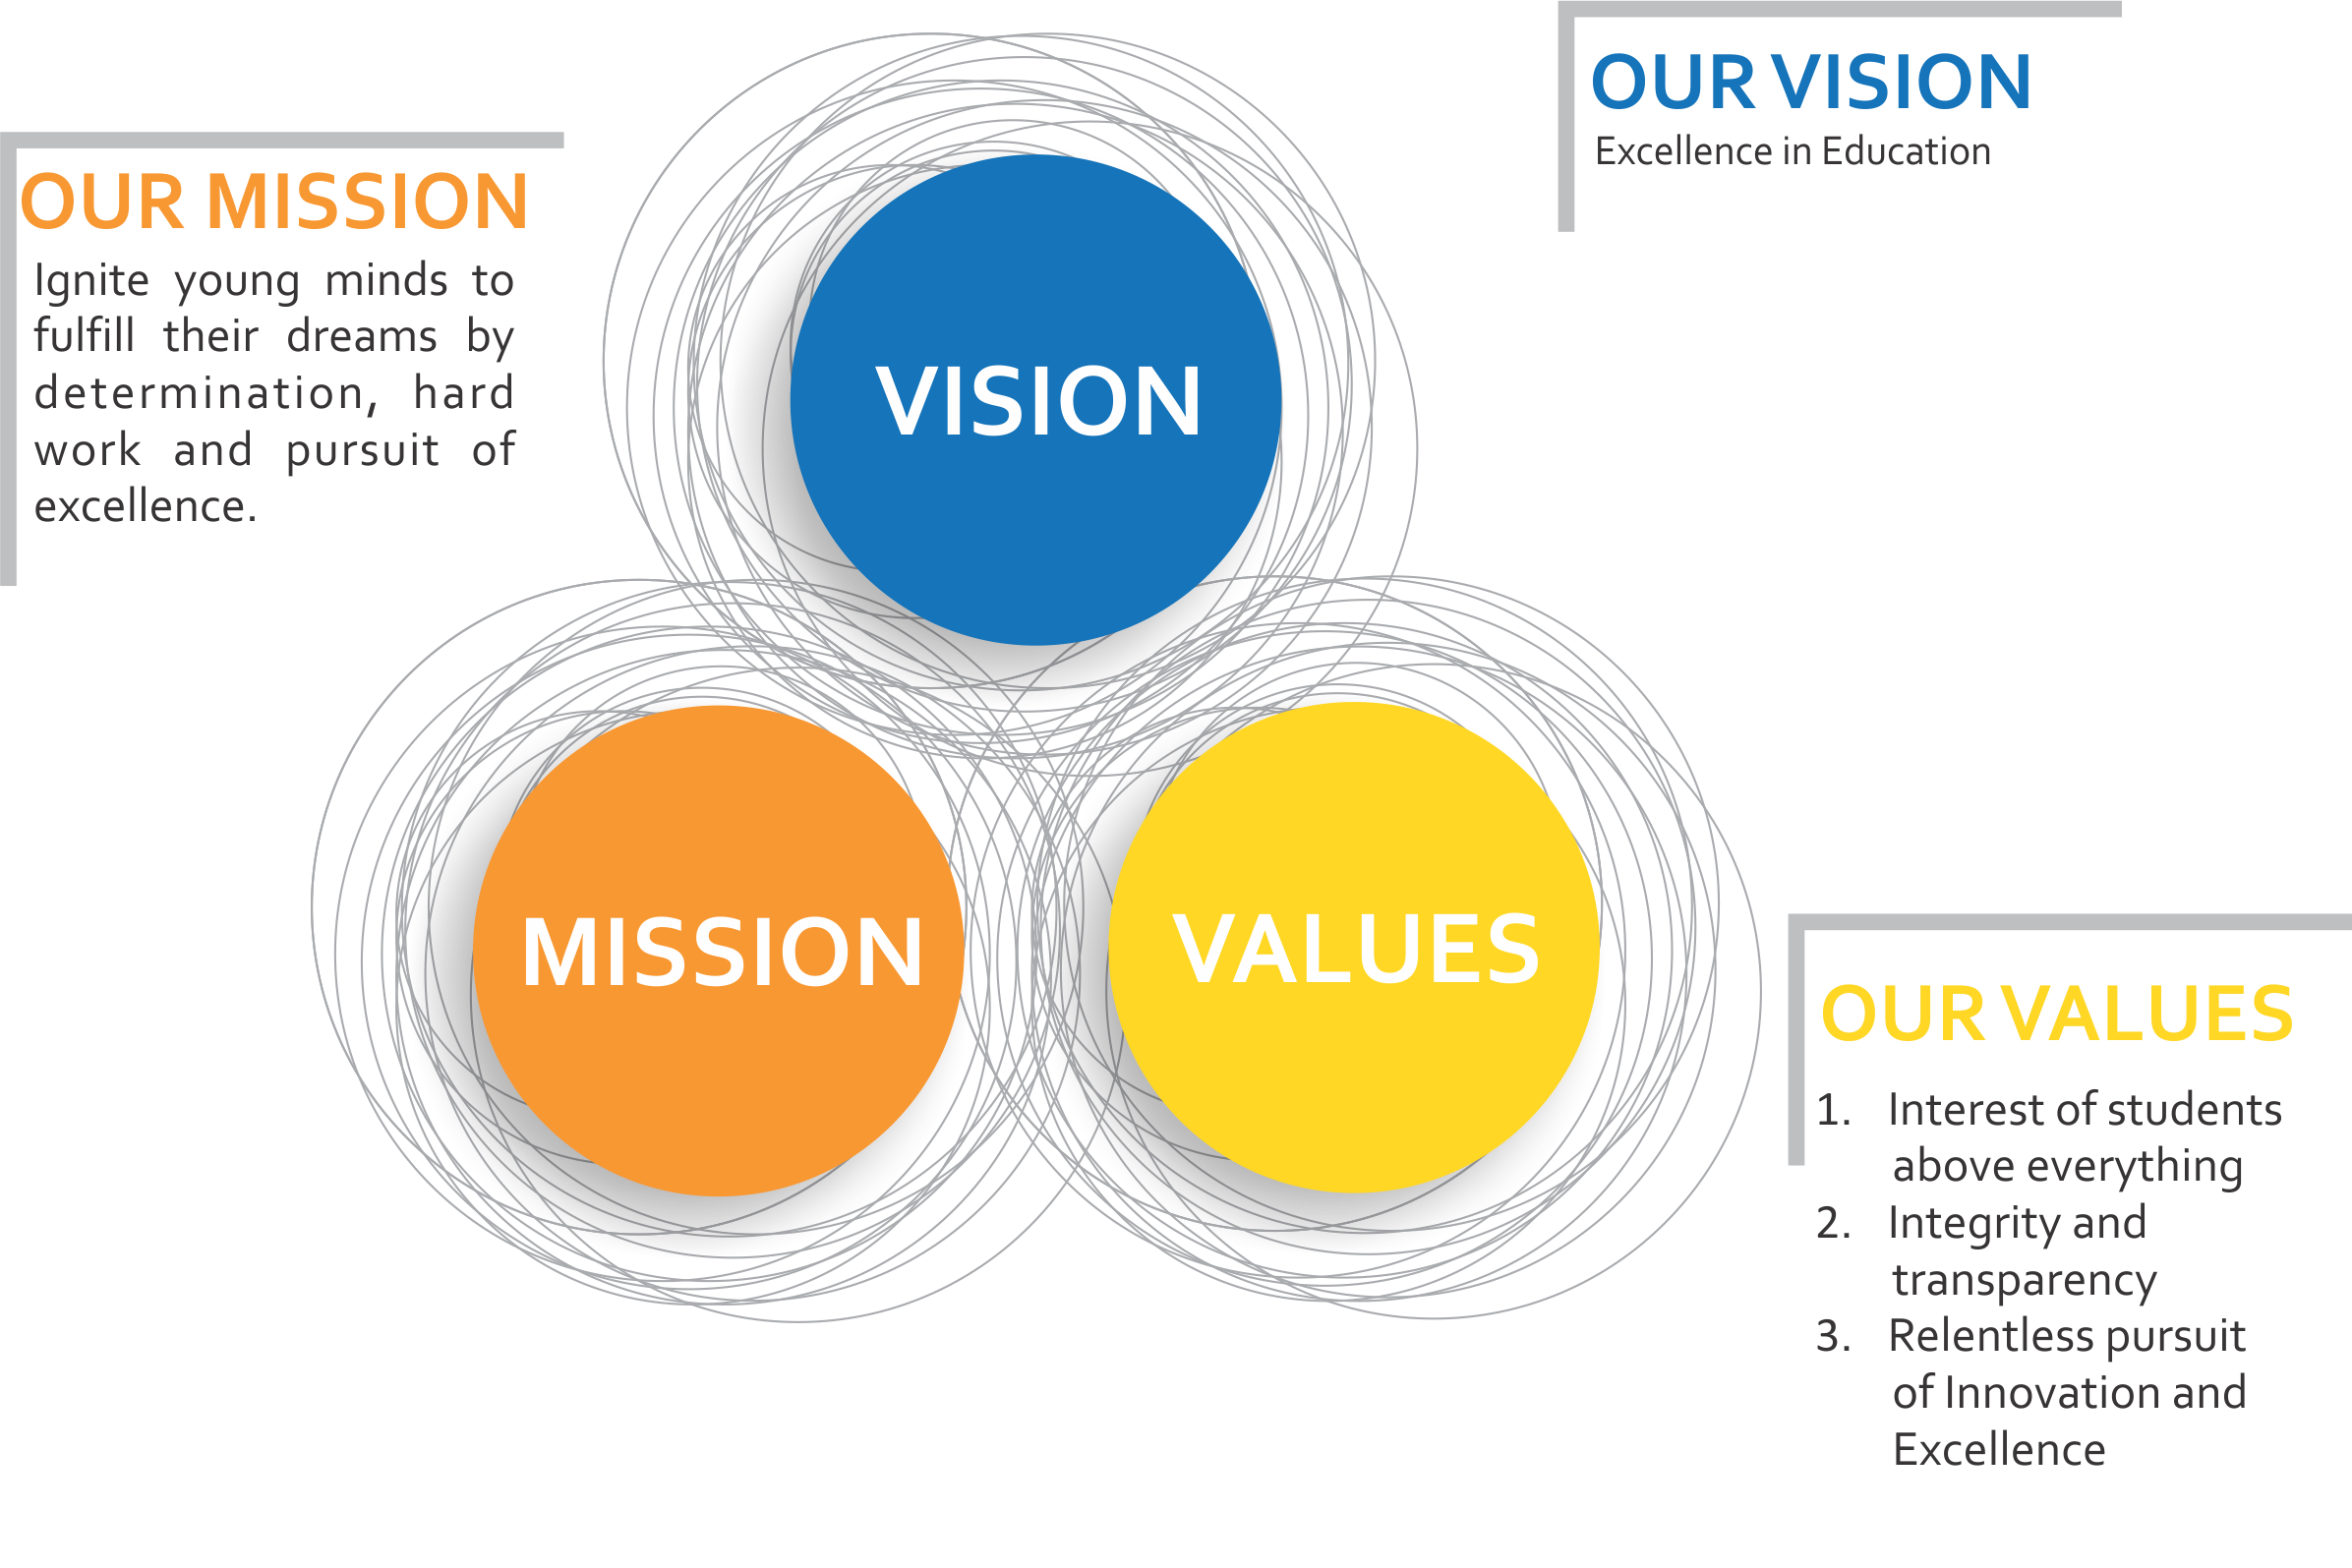 OUR VISION
Excellence in Education
OUR MISSION
Ignite young minds to
fulfill their dreams by
determination, hard
work and pursuit of
excellence.
VISION
MISSION
VALUES
OUR VALUES
1. Interest of students
above everything
2. Integrity and
transparency
3. Relentless pursuit
of Innovation and
Excellence